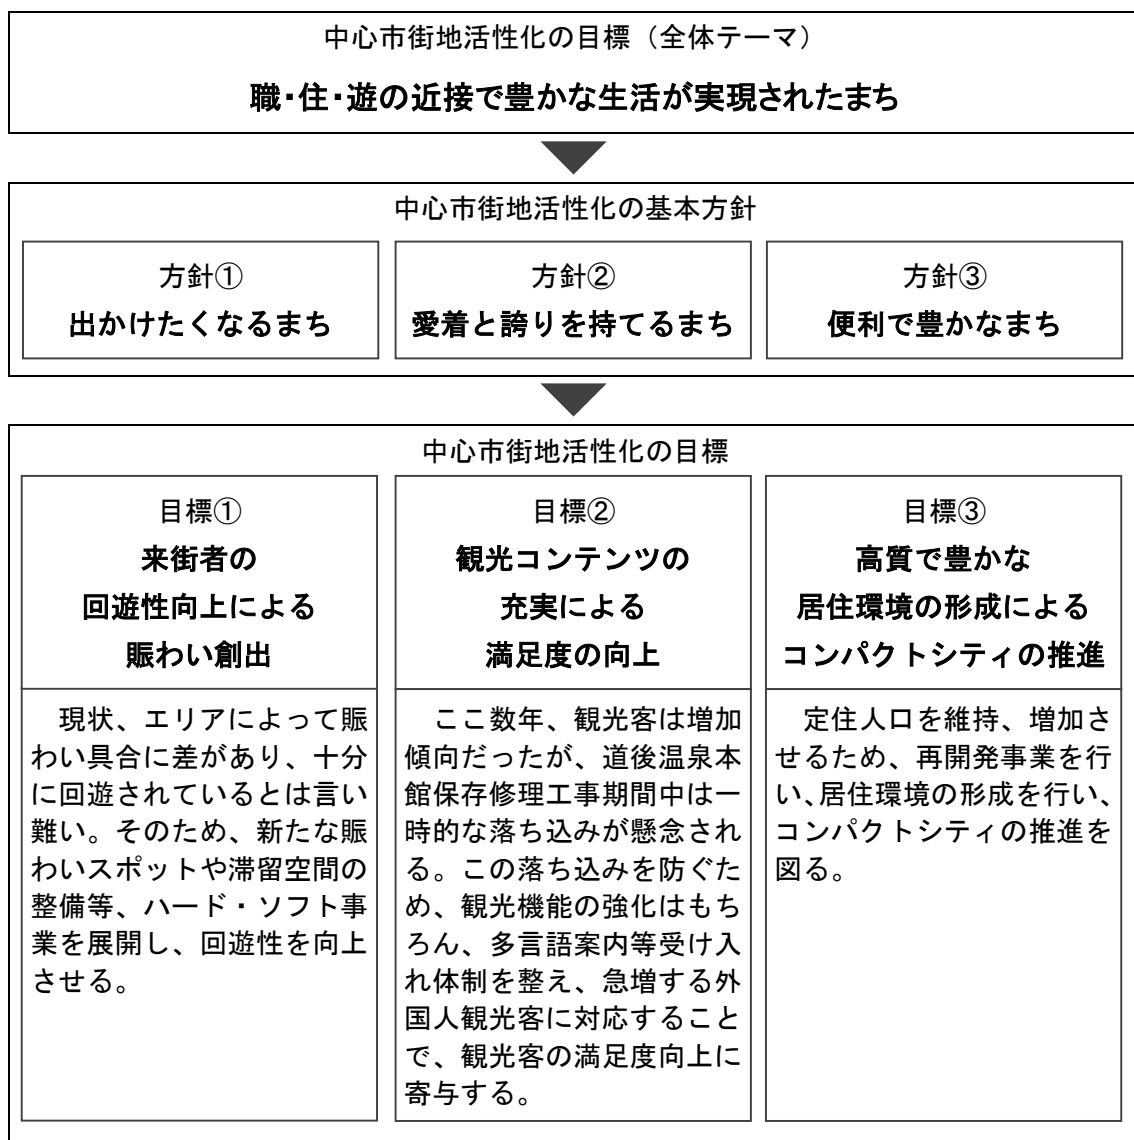 中心市街地活性化の目標（全体テーマ）
職・住・遊の近接で豊かな生活が実現されたまち
中心市街地活性化の基本方針
方針①
出かけたくなるまち
方針②
愛着と誇りを持てるまち
方針③
便利で豊かなまち
中心市街地活性化の目標
目標①
来街者の
回遊性向上による
賑わい創出
現状、エリアによって賑
わい具合に差があり、十分
に回遊されているとは言い
難い。そのため、新たな賑
わいスポットや滞留空間の
整備等、ハード・ソフト事
業を展開し、回遊性を向上
させる。
目標②
観光コンテンツの
充実による
満足度の向上
ここ数年、観光客は増加
傾向だったが、道後温泉本
館保存修理工事期間中は一
時的な落ち込みが懸念され
る。この落ち込みを防ぐた
め、観光機能の強化はもち
ろん、多言語案内等受け入
れ体制を整え、急増する外
国人観光客に対応すること
で、観光客の満足度向上に
寄与する。
目標③
高質で豊かな
居住環境の形成による
コンパクトシティの推進
定住人口を維持、増加さ
せるため、再開発事業を行
い、居住環境の形成を行い、
コンパクトシティの推進を
図る。